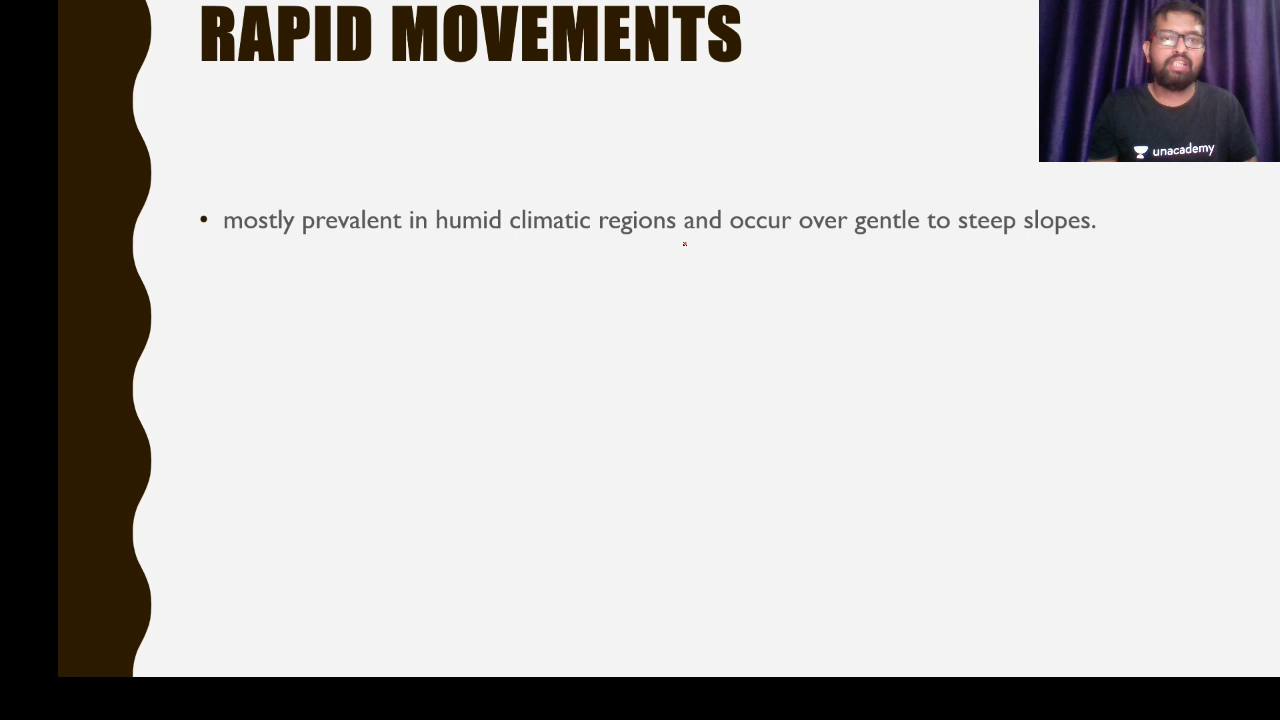 RAPID MOVEMENTS
unacademy
• mostly prevalent in humid climatic regions and occur over gentle to steep slopes.